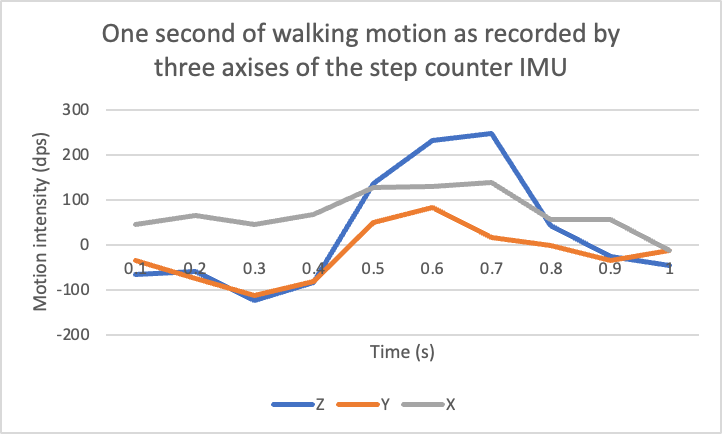 One second of walking motion as recorded by
three axises of the step counter IMU
300
200
100
0
-100
-200
Motion intensity (dps)
0.1 0.2 0.3 0.4 0.5 0.6 0.7 0.8 0.9 1
Time (s)
Z Y X